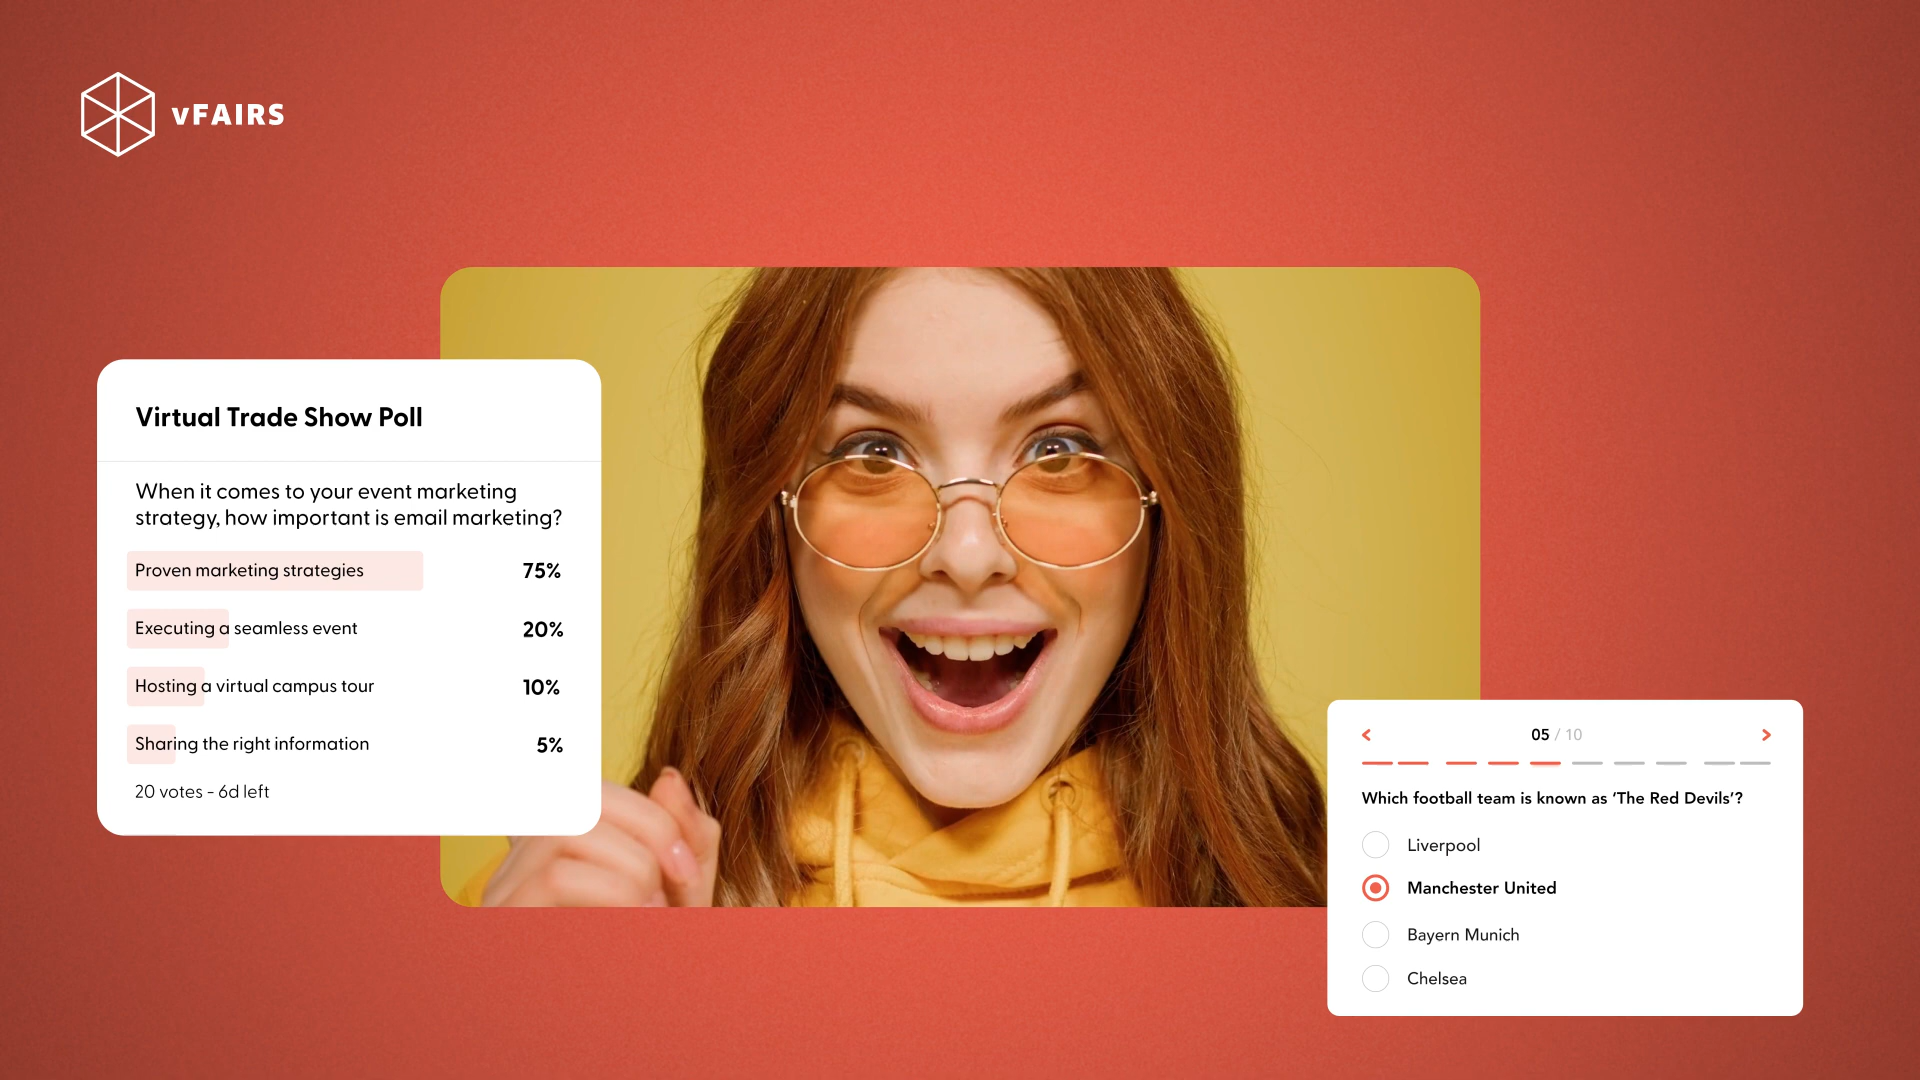 vFAIRS
Virtual Trade Show Poll
When it comes to your event marketing
strategy, how important is email marketing?
Proven marketing strategies 75%
Executing a seamless event 20%
Hosting a virtual campus tour 10%
Sharing the right information 5%
20 votes - 6d left
05 / 10
Which football team is known as ‘The Red Devils’?
Liverpool
Manchester United
Bayern Munich
Chelsea